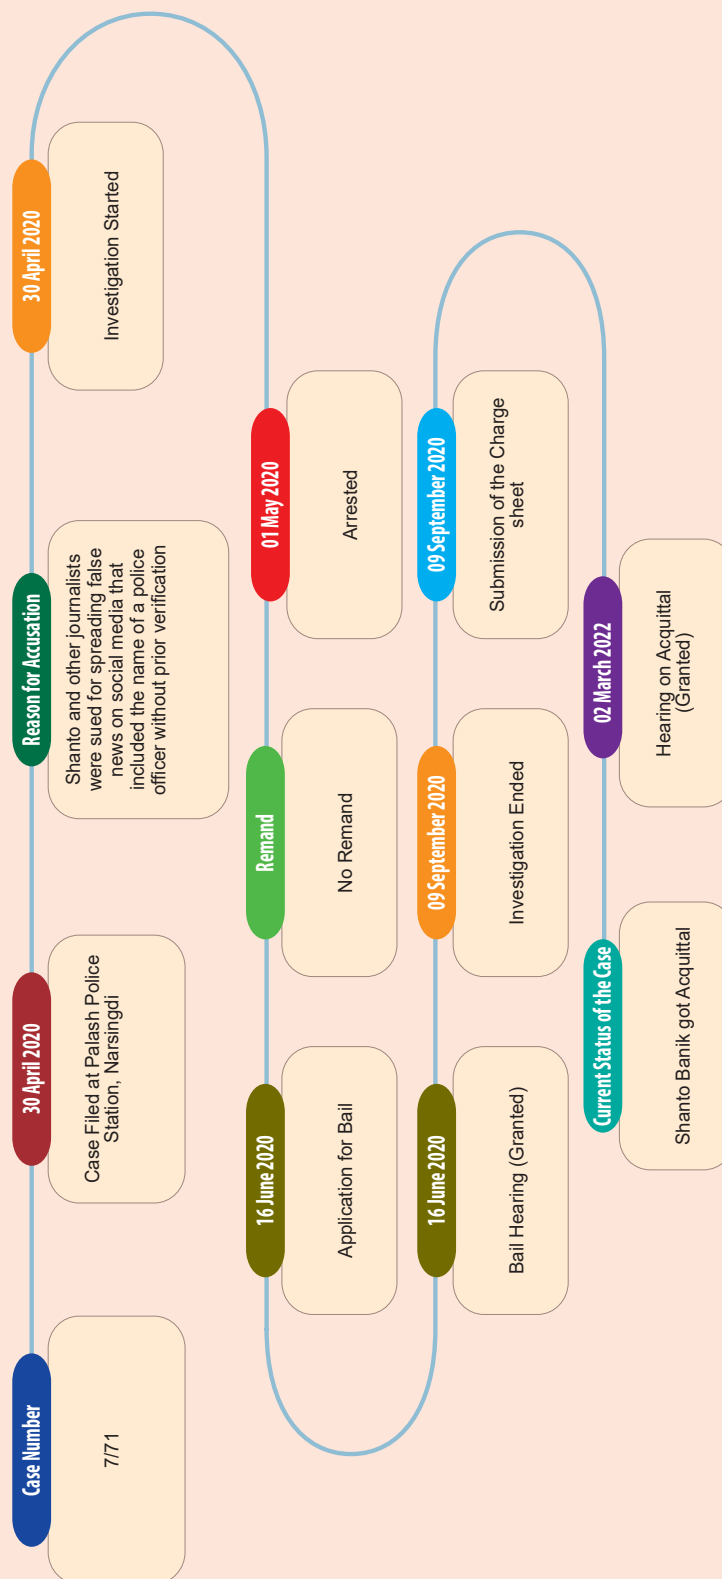 Case Number
7/71
30 April 2020
Case Filed at Palash Police
Station, Narsingdi
Reason for Accusation
Shanto and other journalists
were sued for spreading false
news on social media that
included the name of a police
officer without prior verification
30 April 2020
Investigation Started
01 May 2020
Arrested
Remand
No Remand
16 June 2020
Application for Bail
16 June 2020
Bail Hearing (Granted)
09 September 2020
Investigation Ended
09 September 2020
Submission of the Charge
sheet
02 March 2022
Hearing on Acquittal
(Granted)
Current Status of the Case
Shanto Banik got Acquittal